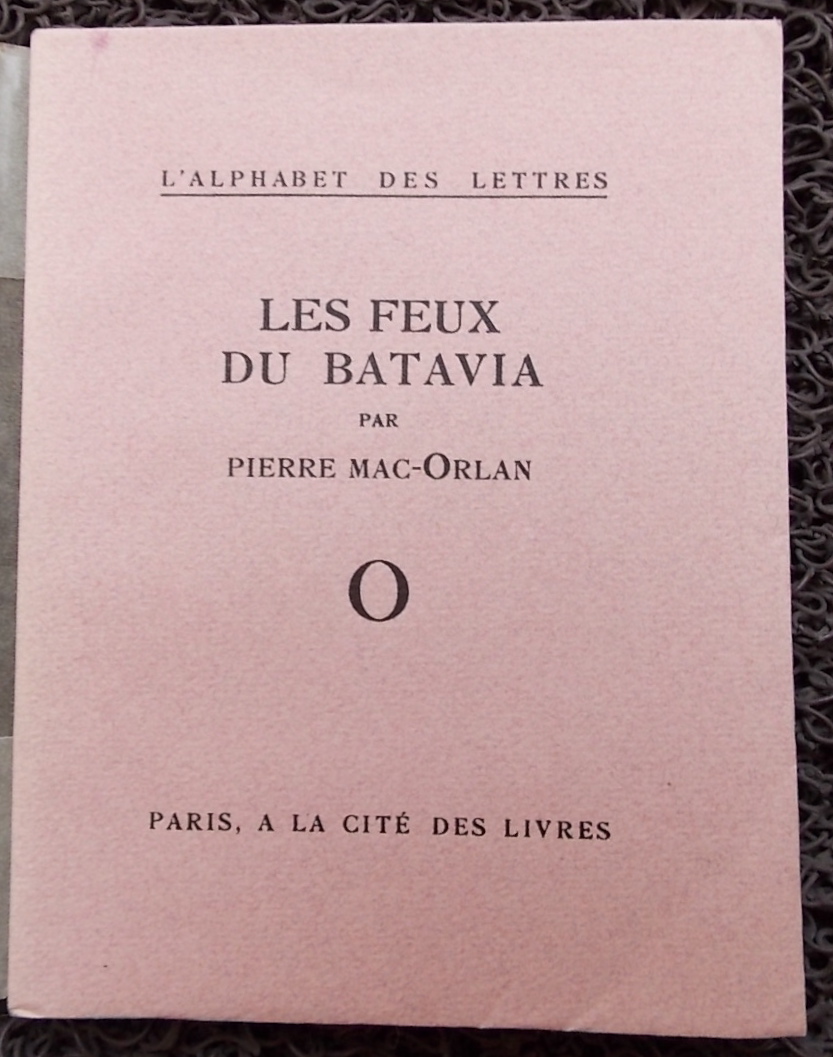 L'ALPHABET DES LETTRES
LES FEUX
DU BATAVIA
PAR
PIERRE MAC-ORLAN
O
PARIS, A LA CITÉ DES LIVRES